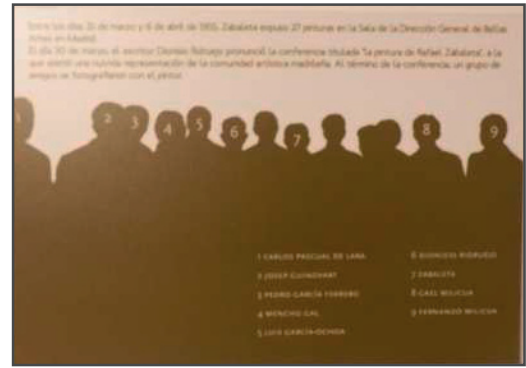 Entre los días 21 de marzo y 6 de abril de 1955, Zabaleta expuso 27 pinturas en la Sala de la Dirección General de Bellas
Artes en Madrid.
El día 30 de marzo, el escritor Dionisio Ridruejo pronunció la conferencia titulada "La pintura de Rafael Zabaleta", a la
que asistió una nutrida representación de la comunidad artística madrileña. Al término de la conferencia, un grupo de
amigos se fotografiaron con el pintor.
1 2 3 4 5 6 7 8 9
1 CARLOS PASCUAL DE LARA
2 JOSEP GUINOVART
3 PEDRO GARCÍA
4 MENCHU GAL
5 LUIS GARCÍA-OCHOA
6 DIONISIO RIDRUEJO
7 ZABALETA
8 MILICUA
9 FERNANDO MILICUA